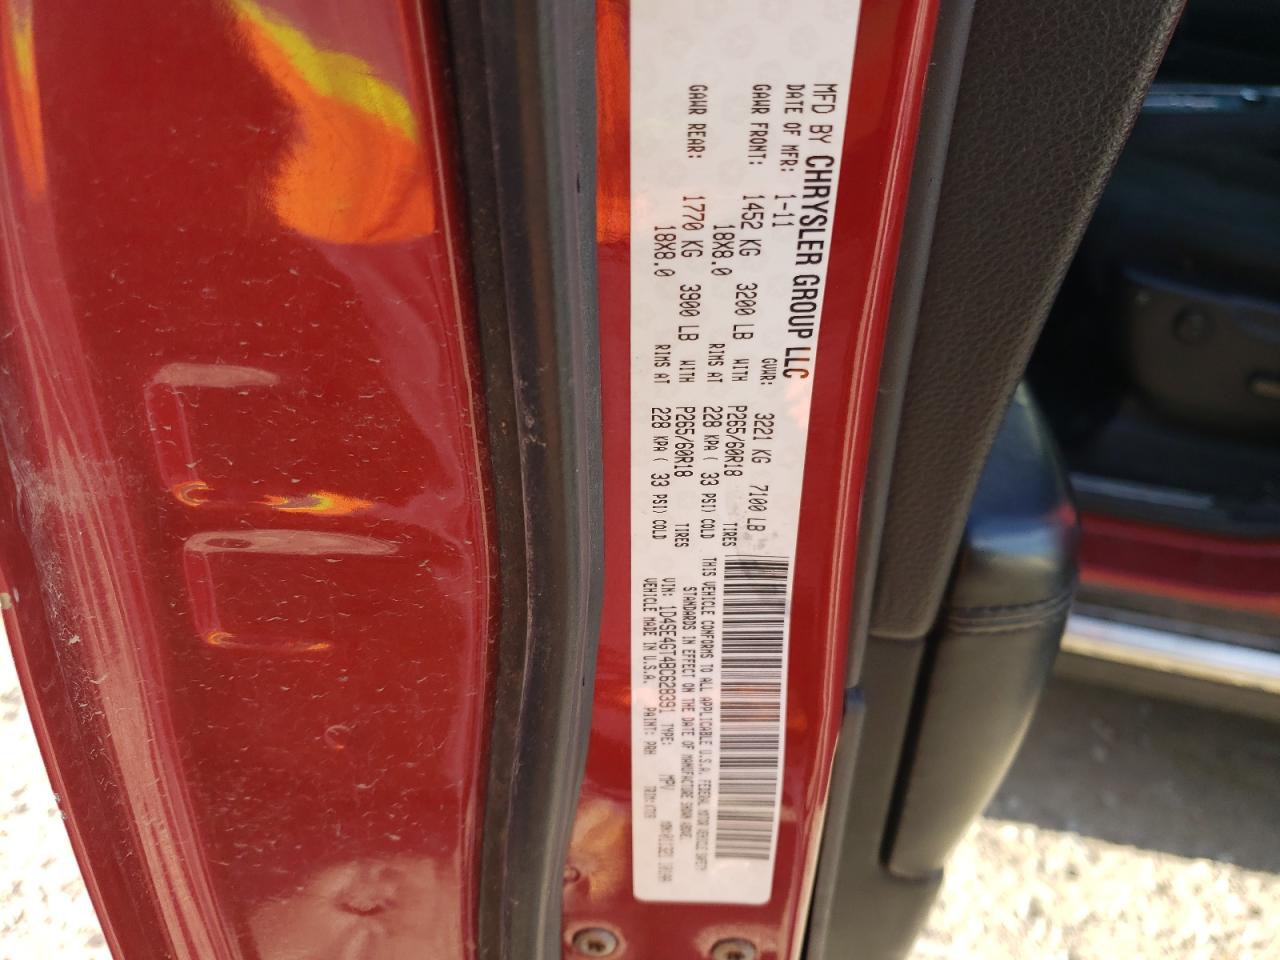 MFD BY CHRYSLER GROUP LLC
DATE OF MFR: 1-11 GVWR: 3221 KG 7100 LB
GAWR FRONT: 1452 KG 3200 LB WITH P265/60R18 TIRES
18X8.0 RIMS AT 228 KPA ( 33 PSI) COLD
GAWR REAR: 1770 KG 3900 LB WITH P265/60R18 TIRES
18X8.0 RIMS AT 228 KPA ( 33 PSI) COLD
THIS VEHICLE CONFORMS TO ALL APPLICABLE U.S.A. FEDERAL MOTOR VEHICLE SAFETY
STANDARDS IN EFFECT ON THE DATE OF MANUFACTURE SHOWN ABOVE.
VIN: 1D4SE4GT4BC628391 TYPE: MPV
VEHICLE MADE IN U.S.A. PAINT: PRH TRIM: